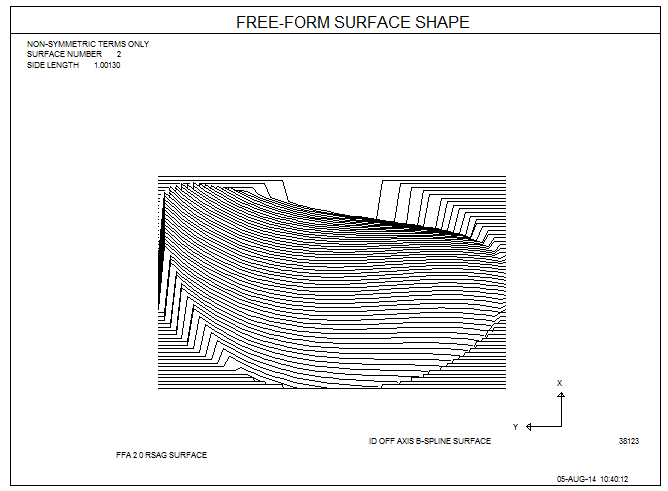 FREE-FORM SURFACE SHAPE
NON-SYMMETRIC TERMS ONLY
SURFACE NUMBER 2
SIDE LENGTH 1.00130
X
Y
ID OFF AXIS B-SPLINE SURFACE 38123
FFA 2 0 RSAG SURFACE
05-AUG-14 10:40:12